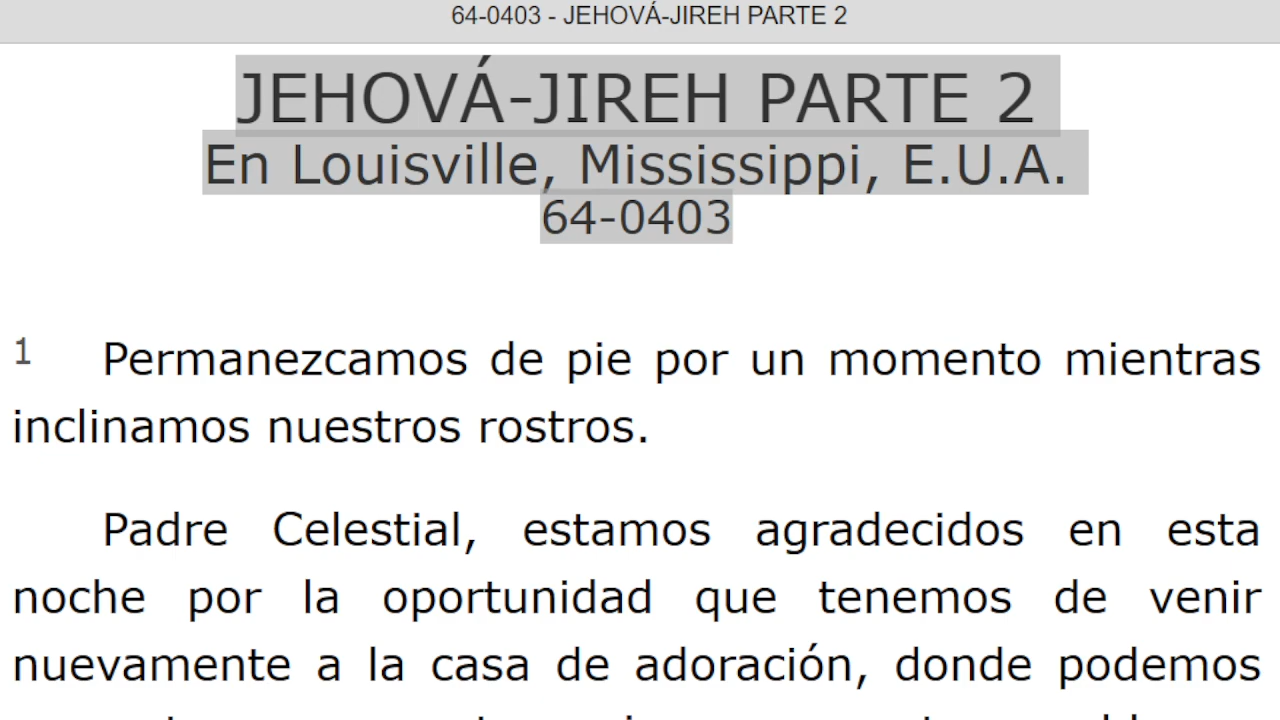 64-0403 - JEHOVÁ-JIREH PARTE 2
JEHOVÁ-JIREH PARTE 2
En Louisville, Mississippi, E.U.A.
64-0403
1 Permanezcamos de pie por un momento mientras
inclinamos nuestros rostros.
Padre Celestial, estamos agradecidos en esta
noche por la oportunidad que tenemos de venir
nuevamente a la casa de adoración, donde podemos